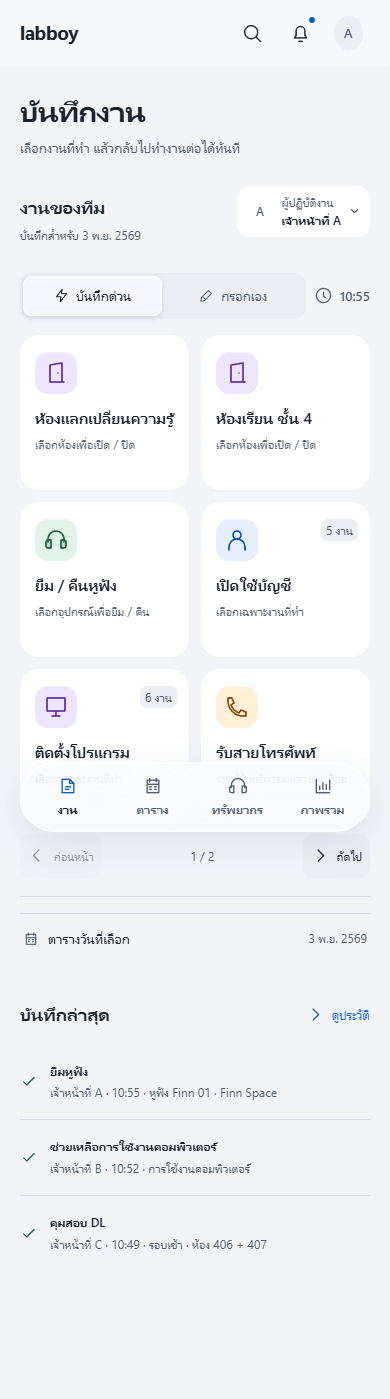 labboy
A
บันทึกงาน
เลือกงานที่ทำ แล้วกลับไปทำงานต่อได้ทันที
งานของทีม
บันทึกสำหรับ 3 พ.ย. 2569
A
ผู้ปฏิบัติงาน
เจ้าหน้าที่ A
บันทึกด่วน
กรอกเอง
10:55
ห้องแลกเปลี่ยนความรู้
เลือกห้องเพื่อเปิด / ปิด
ห้องเรียน ชั้น 4
เลือกห้องเพื่อเปิด / ปิด
ยืม / คืนหูฟัง
เลือกอุปกรณ์เพื่อยืม / คืน
5 งาน
เปิดใช้บัญชี
เลือกเฉพาะงานที่ทำ
6 งาน
ติดตั้งโปรแกรม
รับสายโทรศัพท์
งาน
ตาราง
ทรัพยากร
ภาพรวม
ก่อนหน้า
1 / 2
ถัดไป
ตารางวันที่เลือก
3 พ.ย. 2569
บันทึกล่าสุด
ดูประวัติ
ยืมหูฟัง
เจ้าหน้าที่ A · 10:55 · หูฟัง Finn 01 · Finn Space
ช่วยเหลือการใช้งานคอมพิวเตอร์
เจ้าหน้าที่ B · 10:52 · การใช้งานคอมพิวเตอร์
คุมสอบ DL
เจ้าหน้าที่ C · 10:49 · รอบเช้า · ห้อง 406 + 407